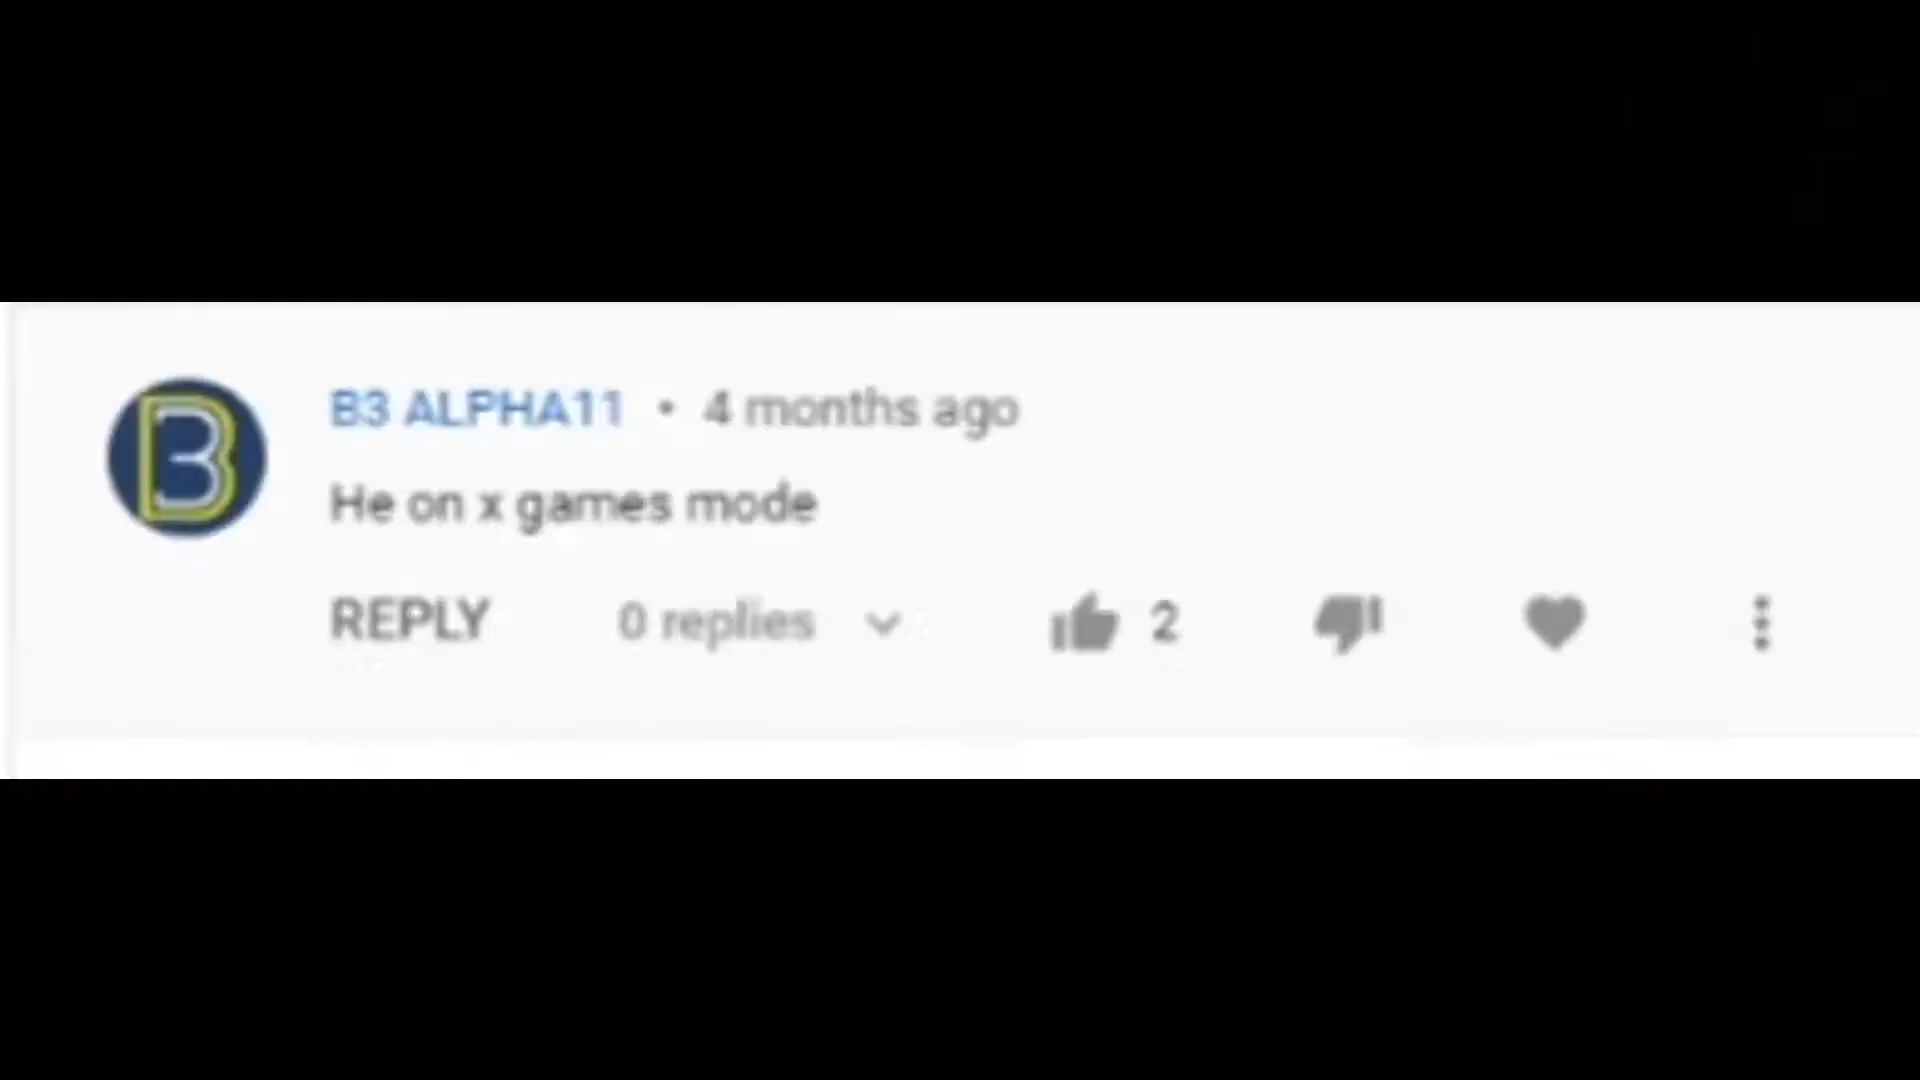 B3 ALPHA11 • 4 months ago
He on x games mode
REPLY 0 replies 2